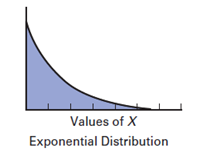 Values of X
Exponential Distribution